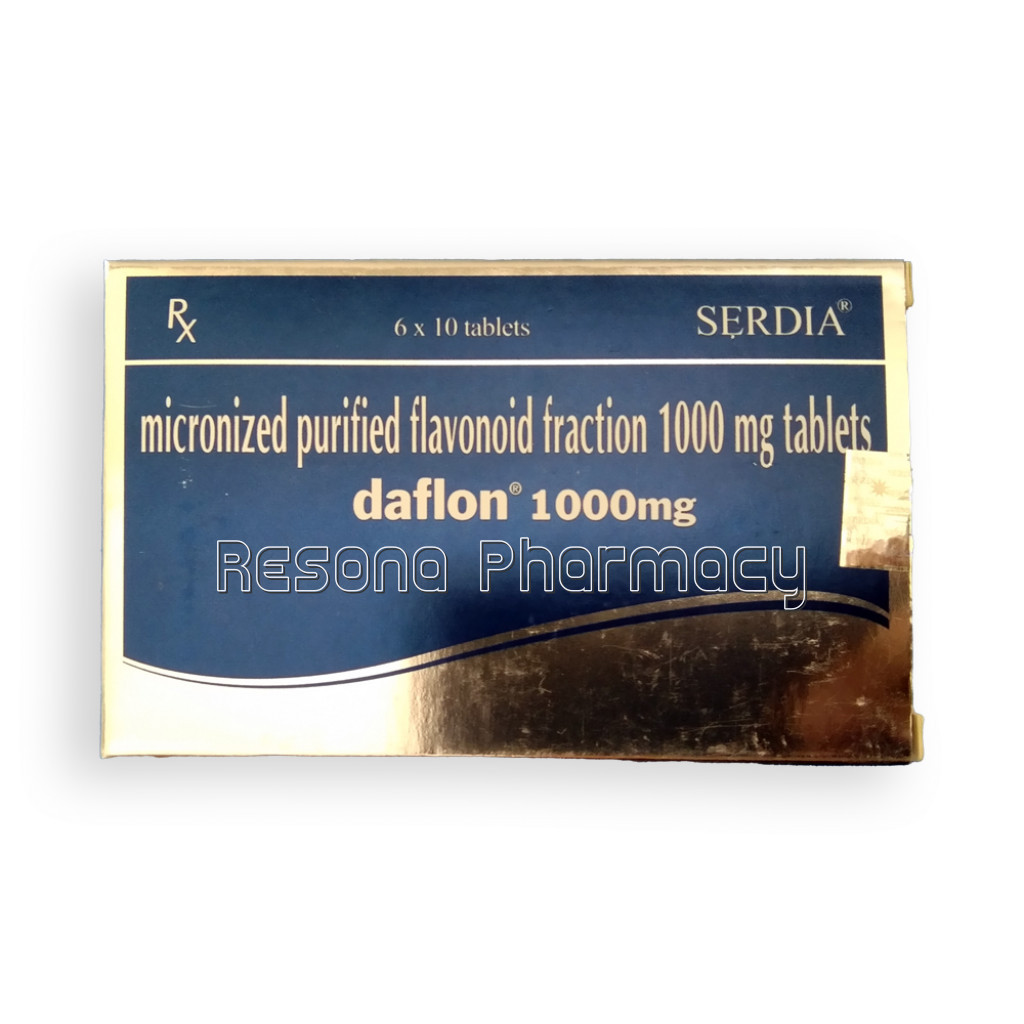 Rx
6 x 10 tablets
SERDIA®
micronized purified flavonoid fraction 1000 mg tablets
daflon® 1000mg
Resona Pharmacy